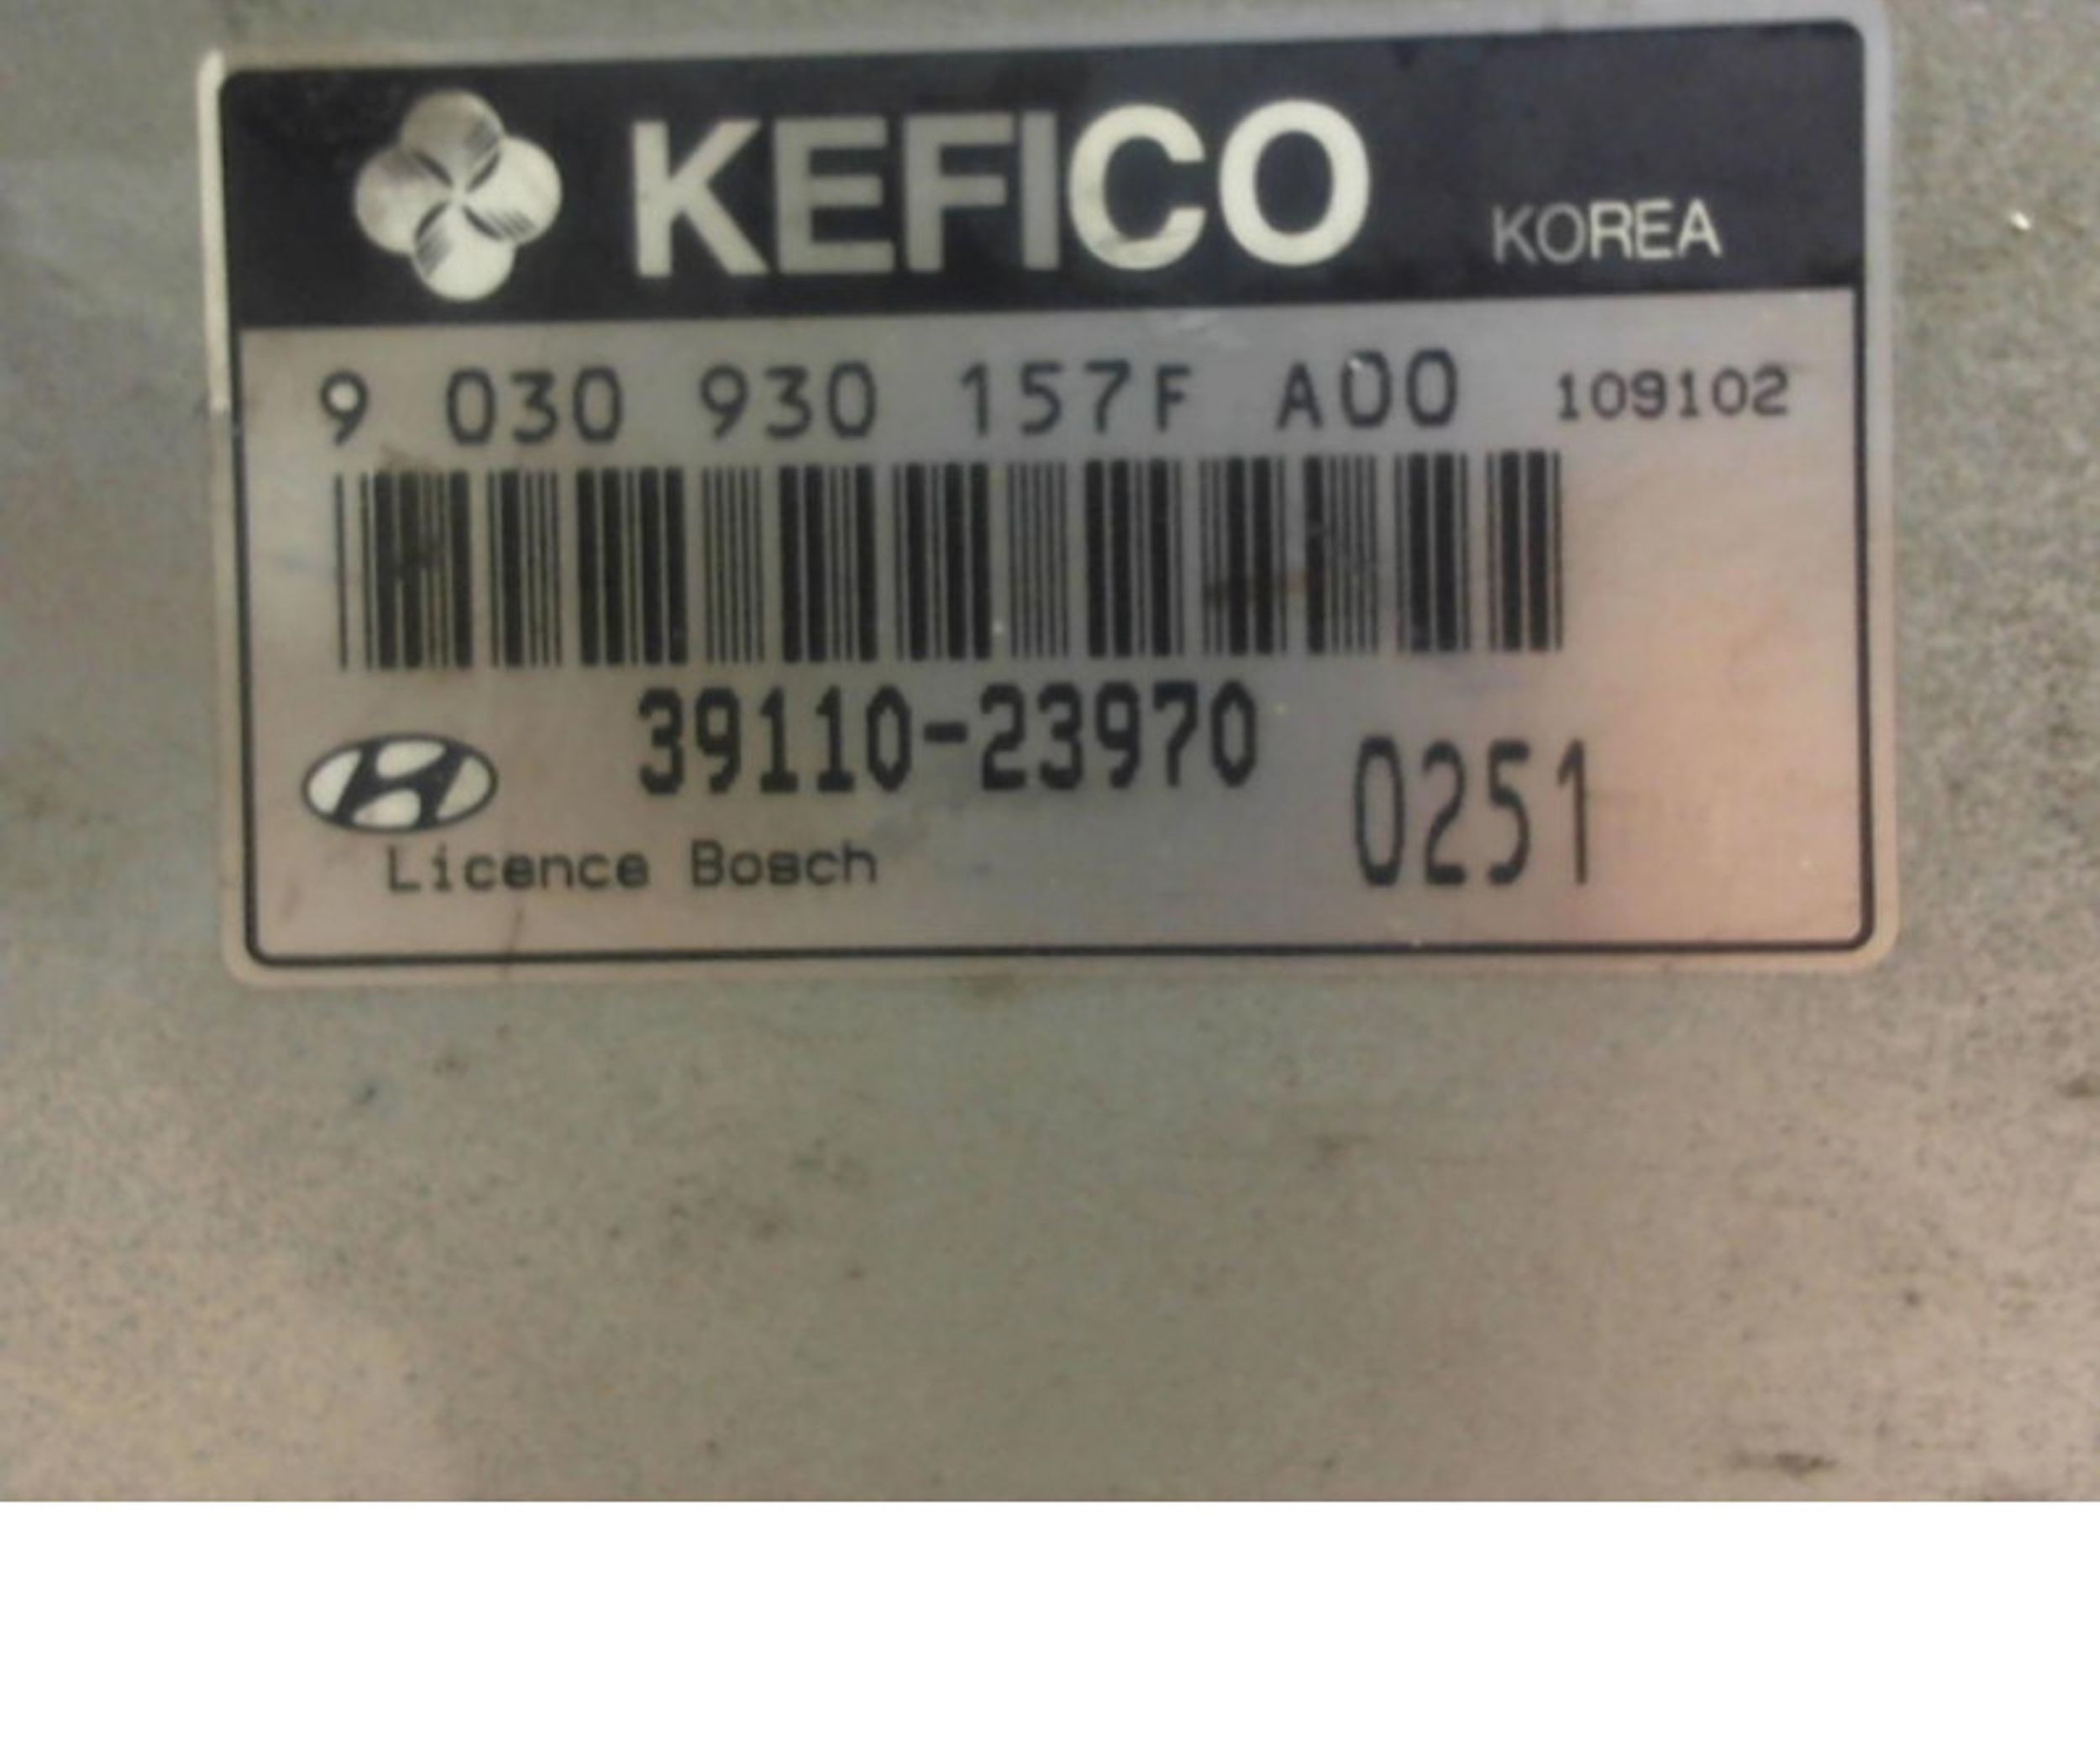 KEFICO KOREA
9 030 930 157F A00 109102
39110-23970
0251
Licence Bosch